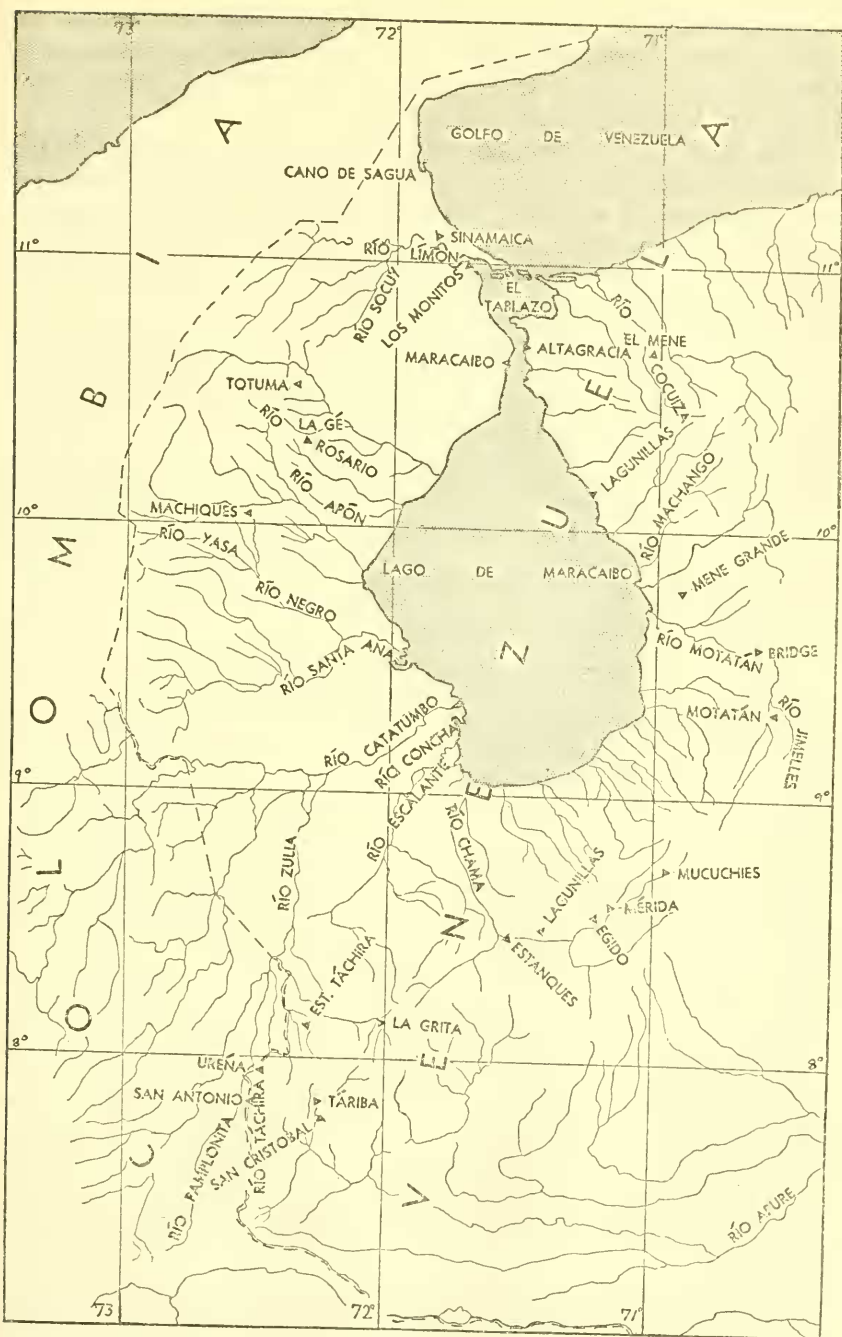 73°
72°
71°
A
GOLFO DE VENEZUELA
A
CANO DE SAGUA
SINAMAICA
11°
I
RÍO LIMÓN
L
11°
RÍO SOCUY
LOS MONITOS
EL TABLAZO
RÍO COCUIZA
EL MENE
MARACAIBO
ALTAGRACIA
TOTUMA
E
B
RÍO LA GÉ
ROSARIO
LAGUNILLAS
RÍO APÓN
RÍO MACHANGO
MACHIQUES
U
10°
10°
RÍO YASA
M
LAGO DE MARACAIBO
MENE GRANDE
RÍO NEGRO
RÍO MOTATÁN
BRIDGE
RÍO SANTA ANA
Z
O
RÍO CATATUMBO
MOTATÁN
RÍO JIMELLES
RÍO CONCHA
9°
9°
RÍO ESCALANTE
E
RÍO CHAMA
L
RÍO ZULLA
MUCUCHIES
LAGUNILLAS
MÉRIDA
N
EGIDO
ESTANQUES
EST. TÁCHIRA
O
LA GRITA
8°
UREÑA
E
8°
SAN ANTONIO
TÁRIBA
C
RÍO PAMPLONITA
RÍO TÁCHIRA
SAN CRISTOBAL
V
RÍO APURE
73
72°
71°